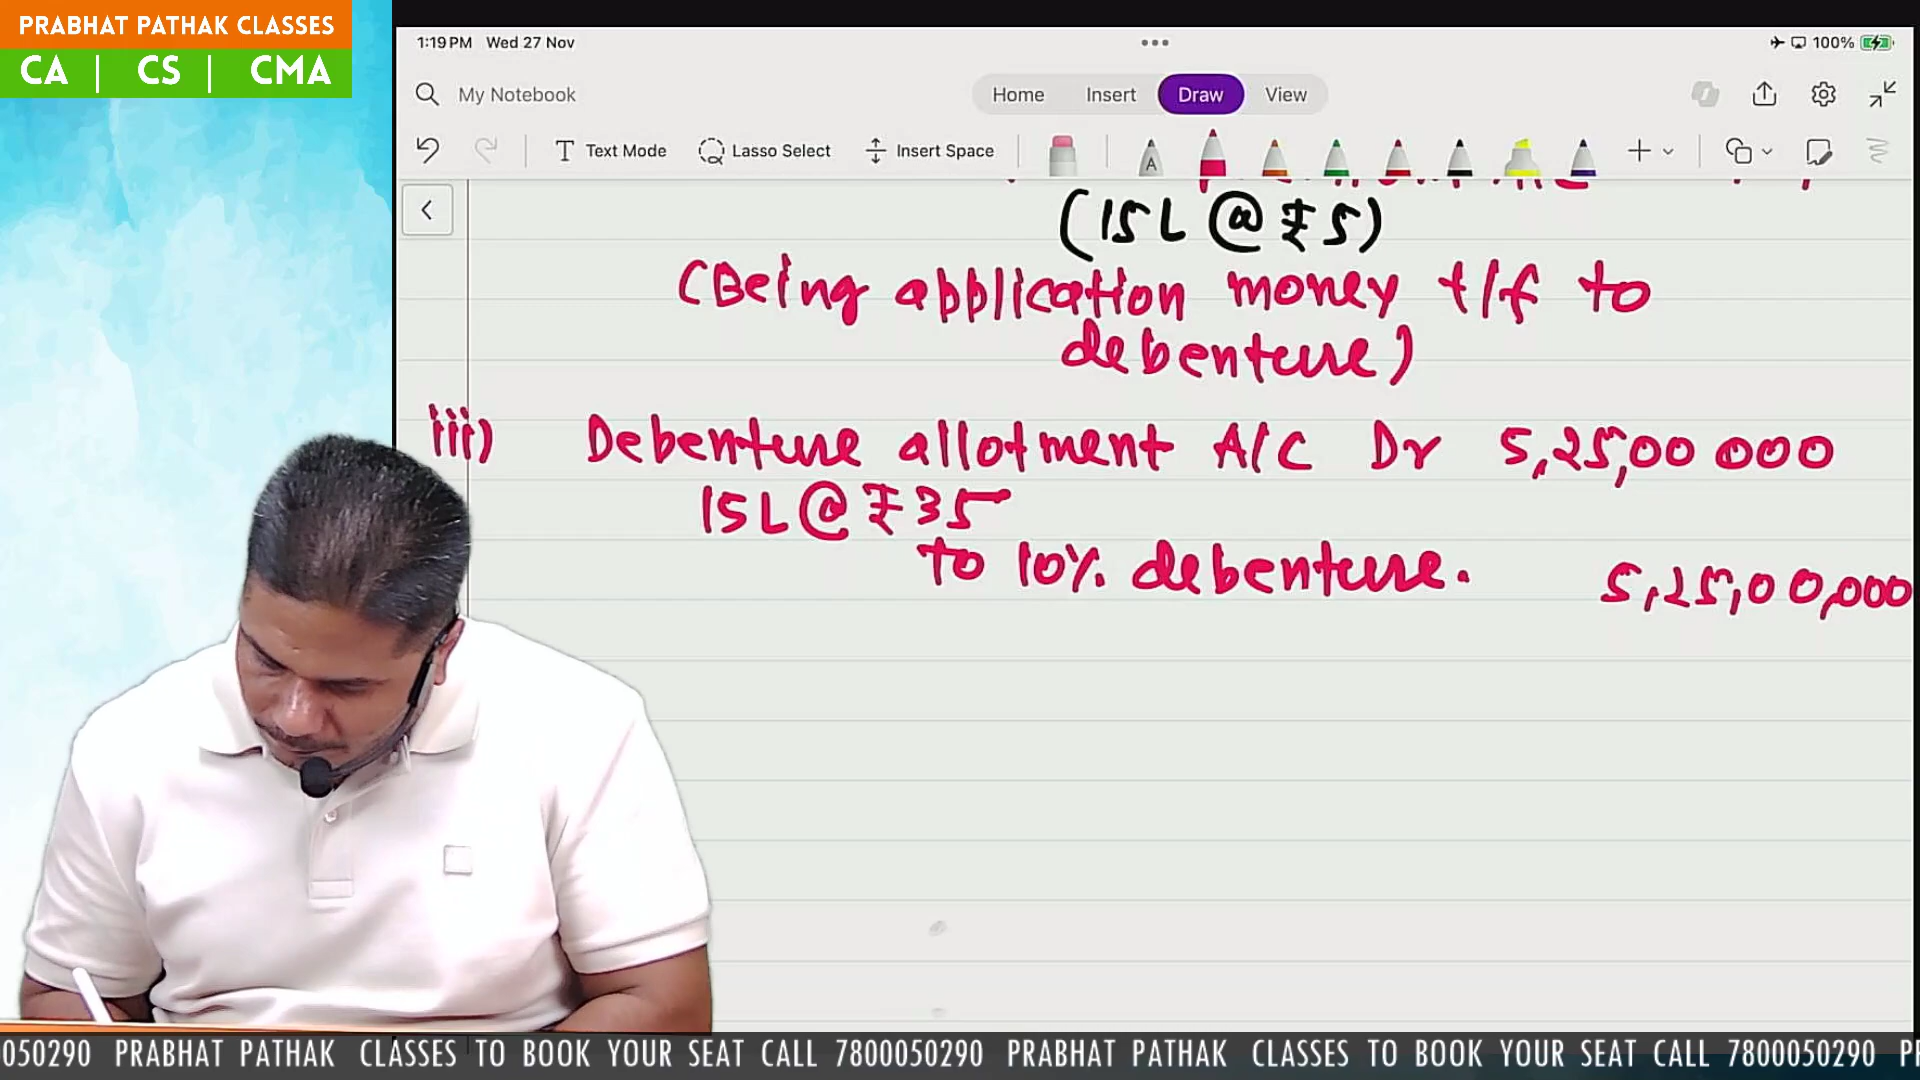 PRABHAT PATHAK CLASSES
CA | CS | CMA
1:19 PM Wed 27 Nov
100%
My Notebook
Home Insert Draw View
Text Mode Lasso Select Insert Space
A
(15L @ ₹5)
(Being application money t/f to
debenture)
iii) Debenture allotment A/C Dr 5,25,00 000
15L @ ₹35
to 10% debenture. 5,25,00,000
050290 PRABHAT PATHAK CLASSES TO BOOK YOUR SEAT CALL 7800050290 PRABHAT PATHAK CLASSES TO BOOK YOUR SEAT CALL 7800050290